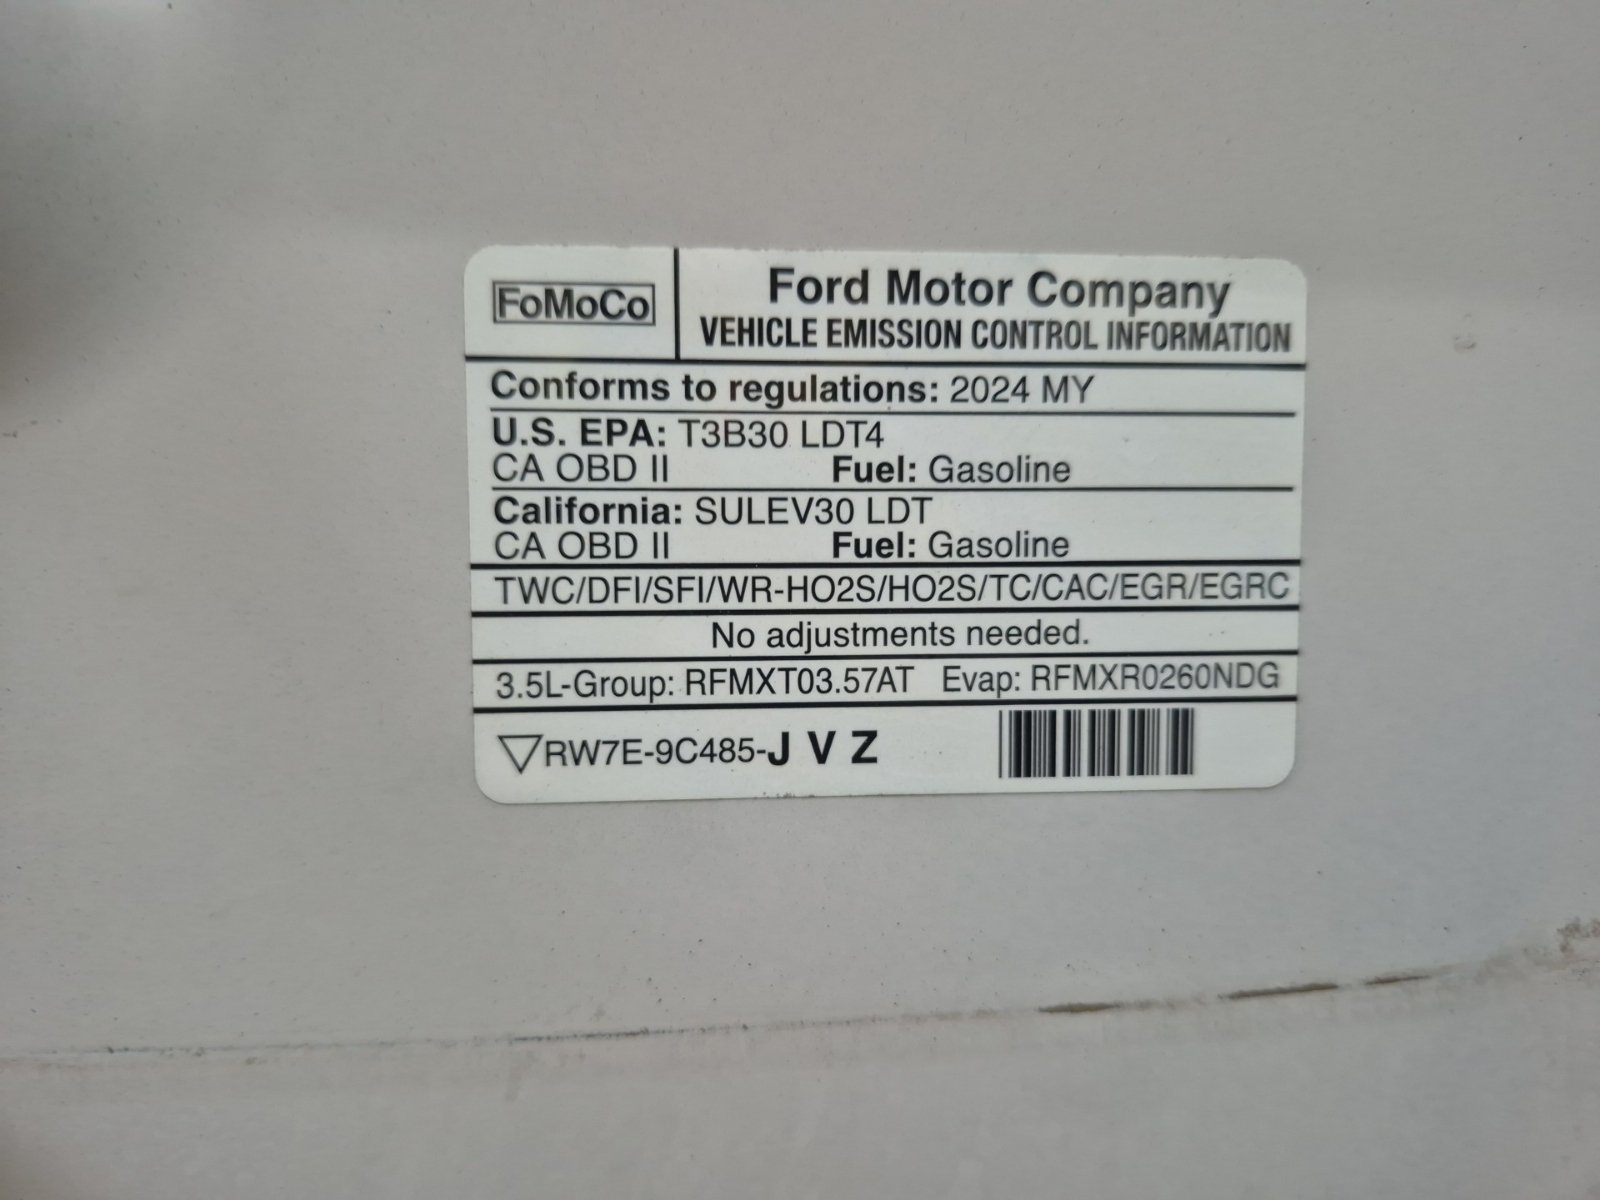 FoMoCo
Ford Motor Company
VEHICLE EMISSION CONTROL INFORMATION
Conforms to regulations: 2024 MY
U.S. EPA: T3B30 LDT4
CA OBD II Fuel: Gasoline
California: SULEV30 LDT
CA OBD II Fuel: Gasoline
TWC/DFI/SFI/WR-HO2S/HO2S/TC/CAC/EGR/EGRC
No adjustments needed.
3.5L-Group: RFMXT03.57AT Evap: RFMXR0260NDG
RW7E-9C485-J V Z